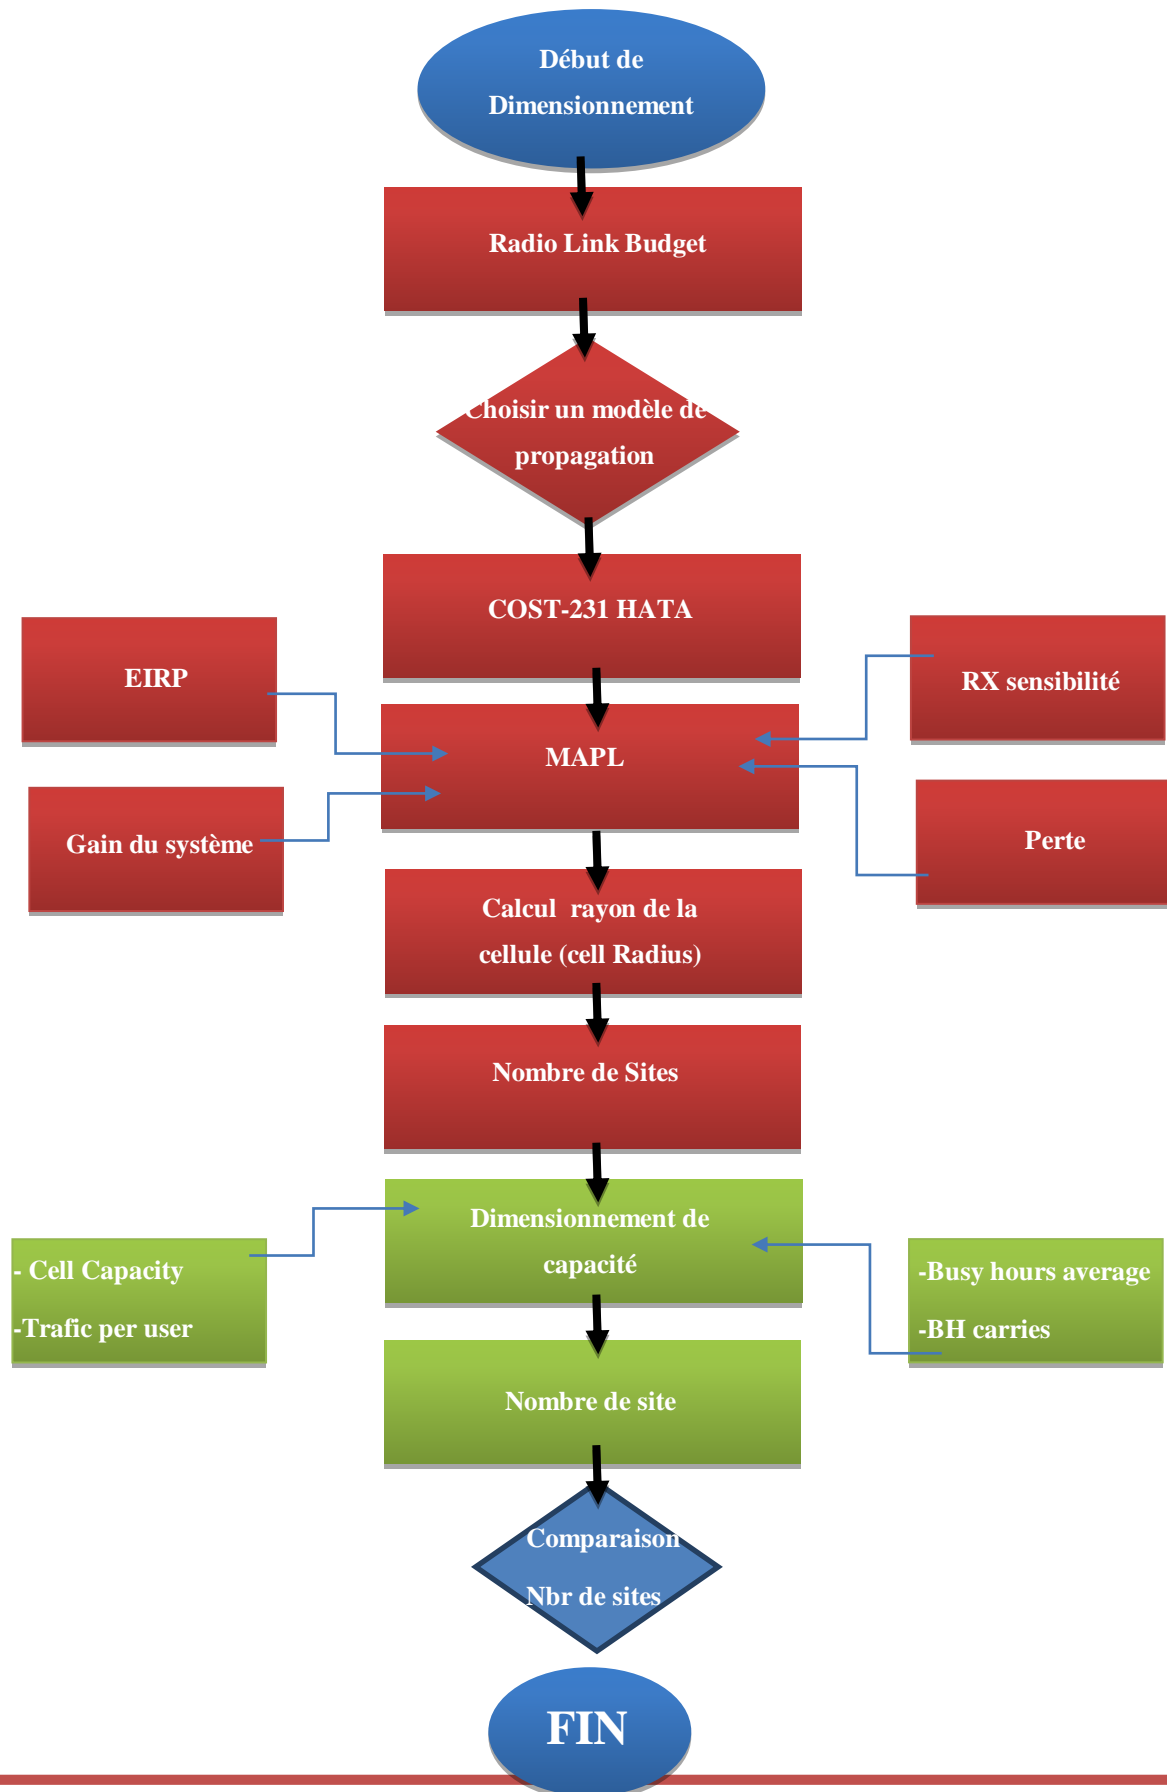 Début de
Dimensionnement
Radio Link Budget
Choisir un modèle de
propagation
COST-231 HATA
EIRP
RX sensibilité
MAPL
Gain du système
Perte
Calcul  rayon de la
cellule (cell Radius)
Nombre de Sites
Dimensionnement de
capacité
- Cell Capacity
-Trafic per user
-Busy hours average
-BH carries
Nombre de site
Comparaison
Nbr de sites
FIN